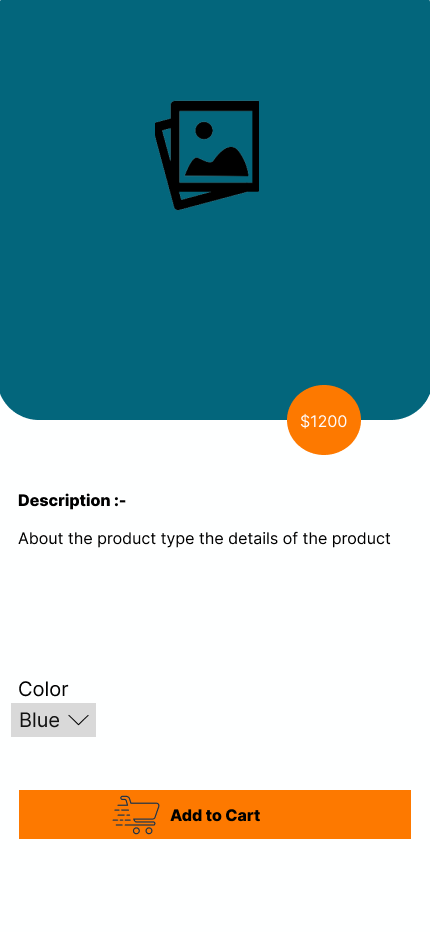 $1200
Description :-
About the product type the details of the product
Color
Blue
Add to Cart